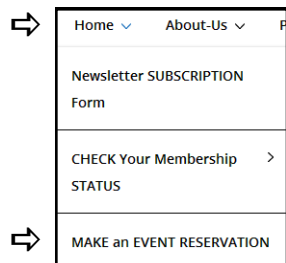 Home About-Us P
Newsletter SUBSCRIPTION
Form
CHECK Your Membership
STATUS
MAKE an EVENT RESERVATION